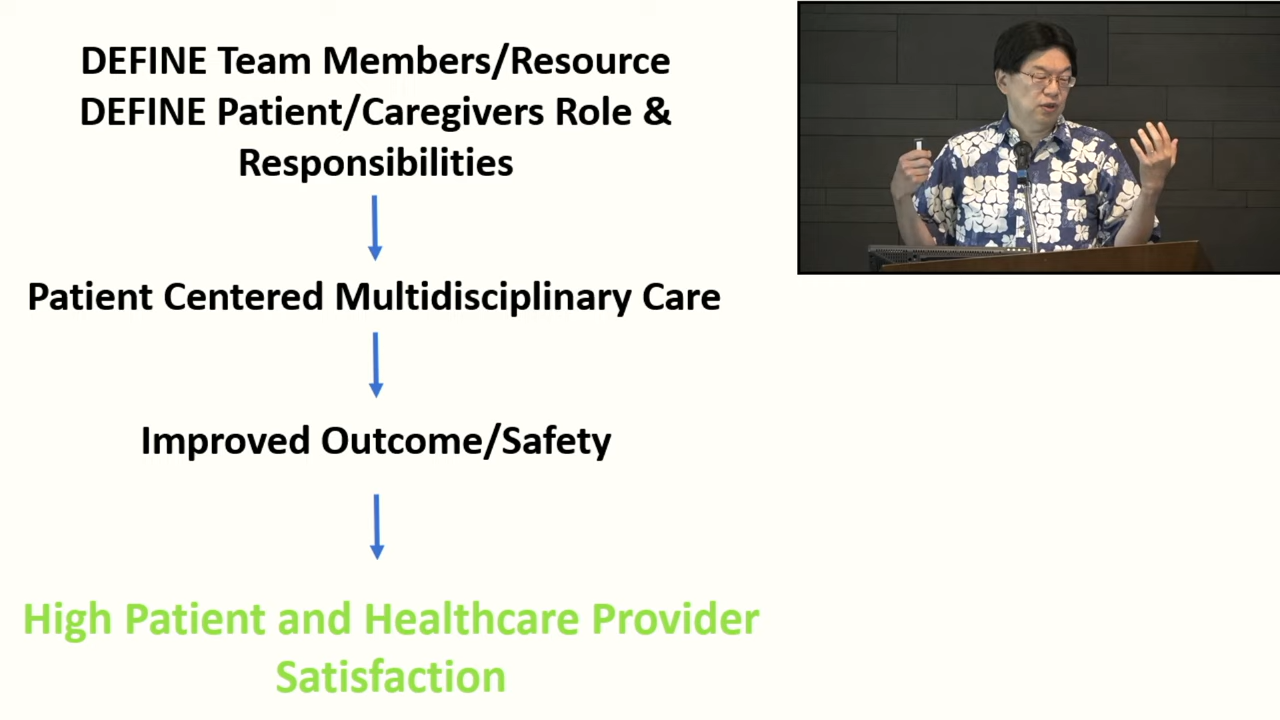 DEFINE Team Members/Resource
DEFINE Patient/Caregivers Role &
Responsibilities
Patient Centered Multidisciplinary Care
Improved Outcome/Safety
High Patient and Healthcare Provider
Satisfaction